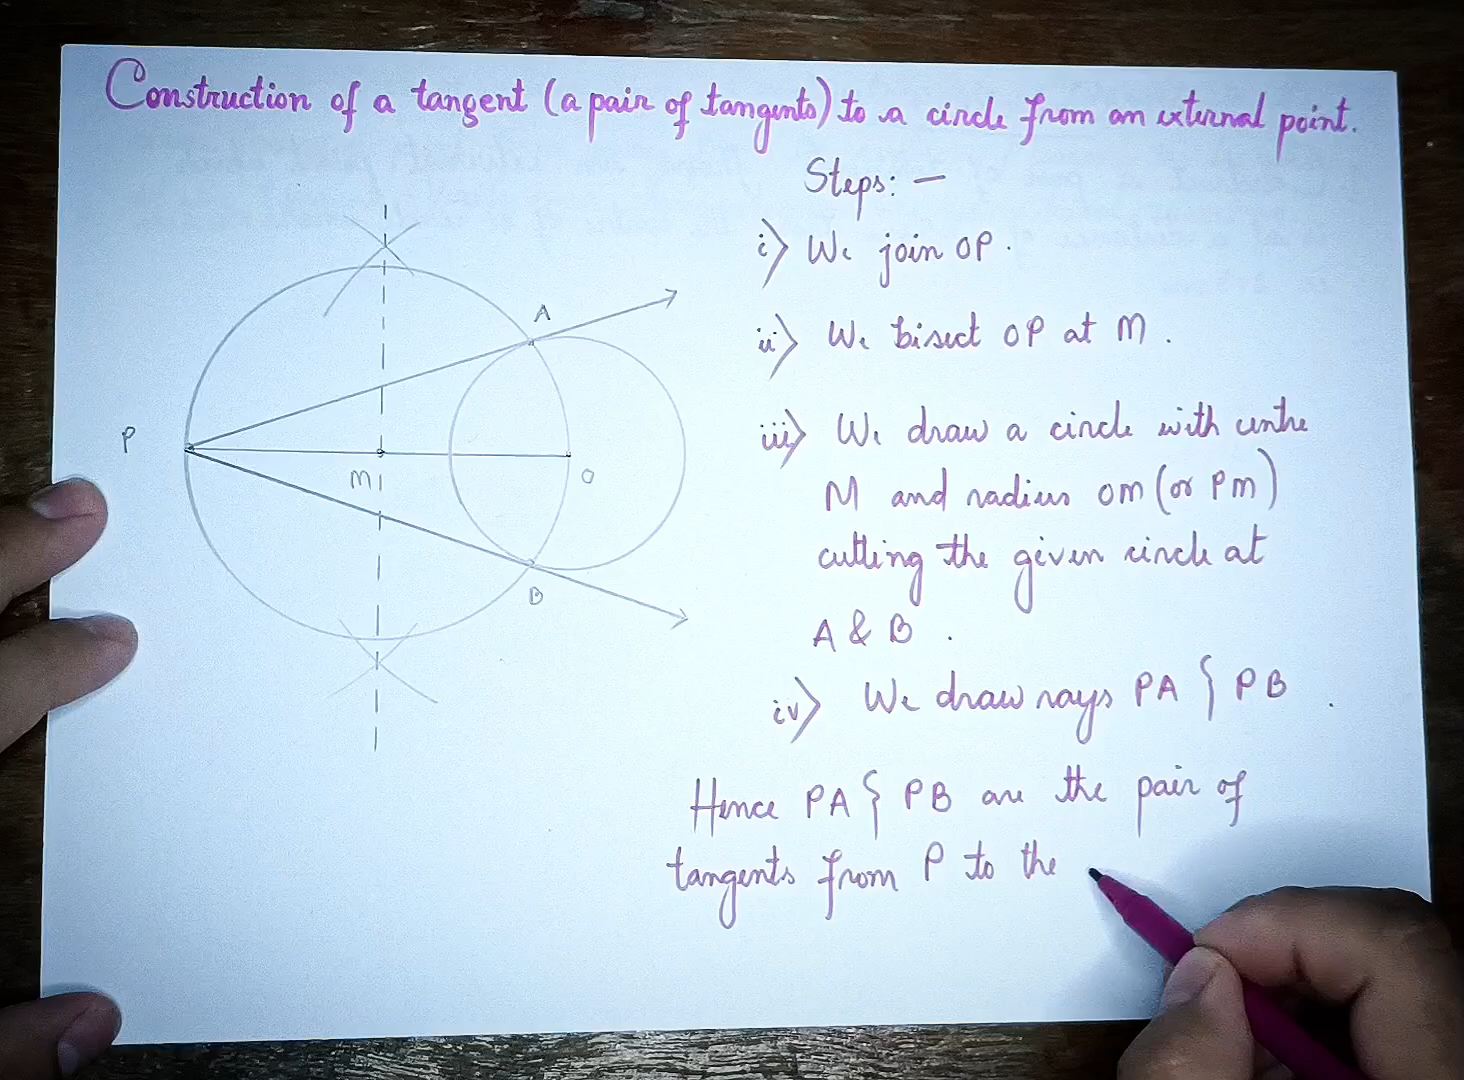 Construction of a tangent (a pair of tangents) to a circle from an external point.
Steps: —
i) We join OP.
ii) We bisect OP at M.
iii) We draw a circle with centre
M and radius OM (or PM)
cutting the given circle at
A & B.
iv) We draw rays PA & PB.
Hence PA & PB are the pair of
tangents from P to the
A
P
M
O
B